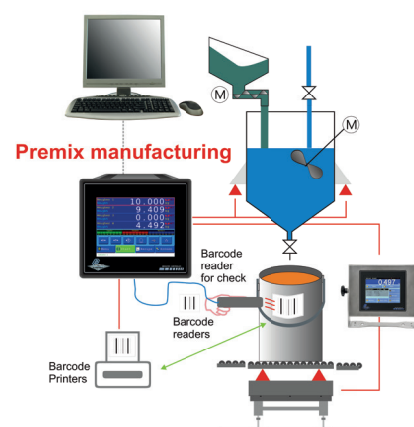 M
M
Premix manufacturing
10.000
9.409
0.000
4.492
Barcode
reader
for check
0.497
Barcode
readers
Barcode
Printers